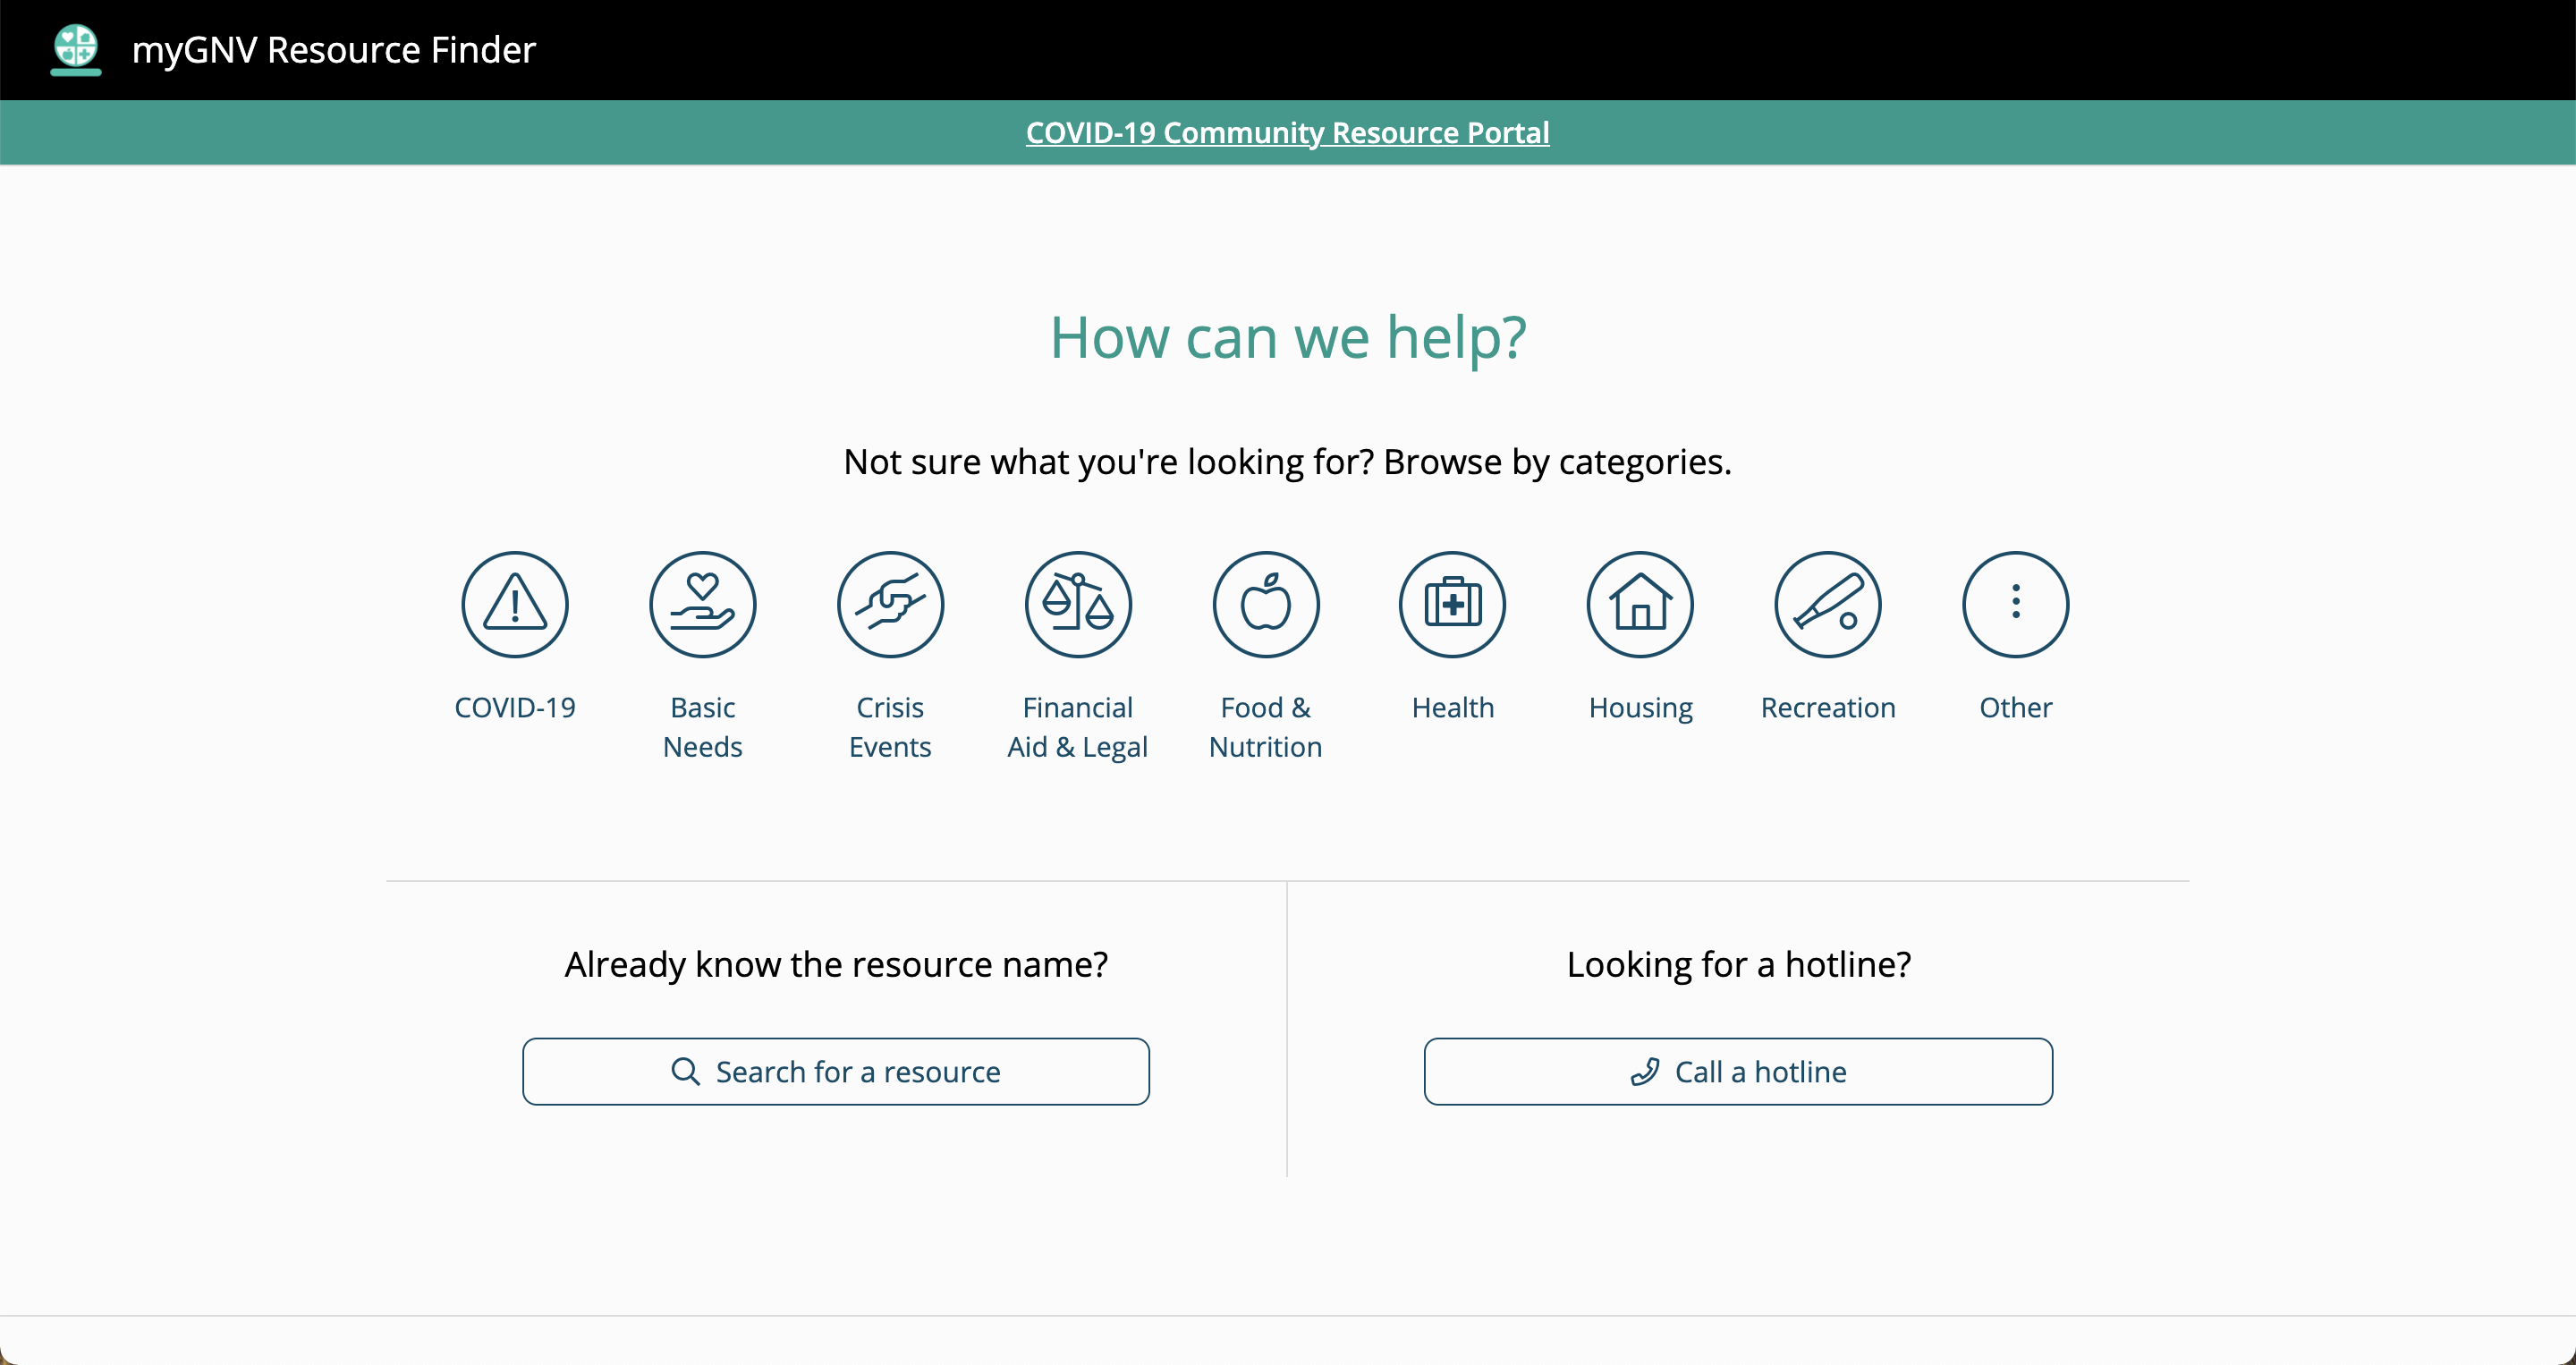 myGNV Resource Finder
COVID-19 Community Resource Portal
How can we help?
Not sure what you're looking for? Browse by categories.
COVID-19
Basic
Needs
Crisis
Events
Financial
Aid & Legal
Food &
Nutrition
Health
Housing
Recreation
Other
Already know the resource name?
Search for a resource
Looking for a hotline?
Call a hotline